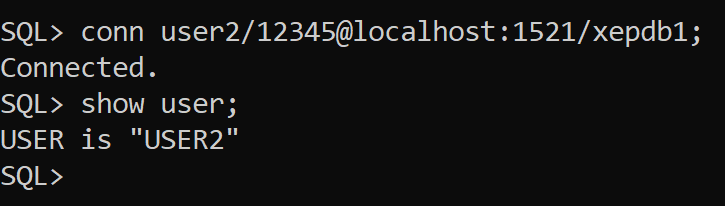 SQL> conn user2/12345@localhost:1521/xepdb1;
Connected.
SQL> show user;
USER is "USER2"
SQL>